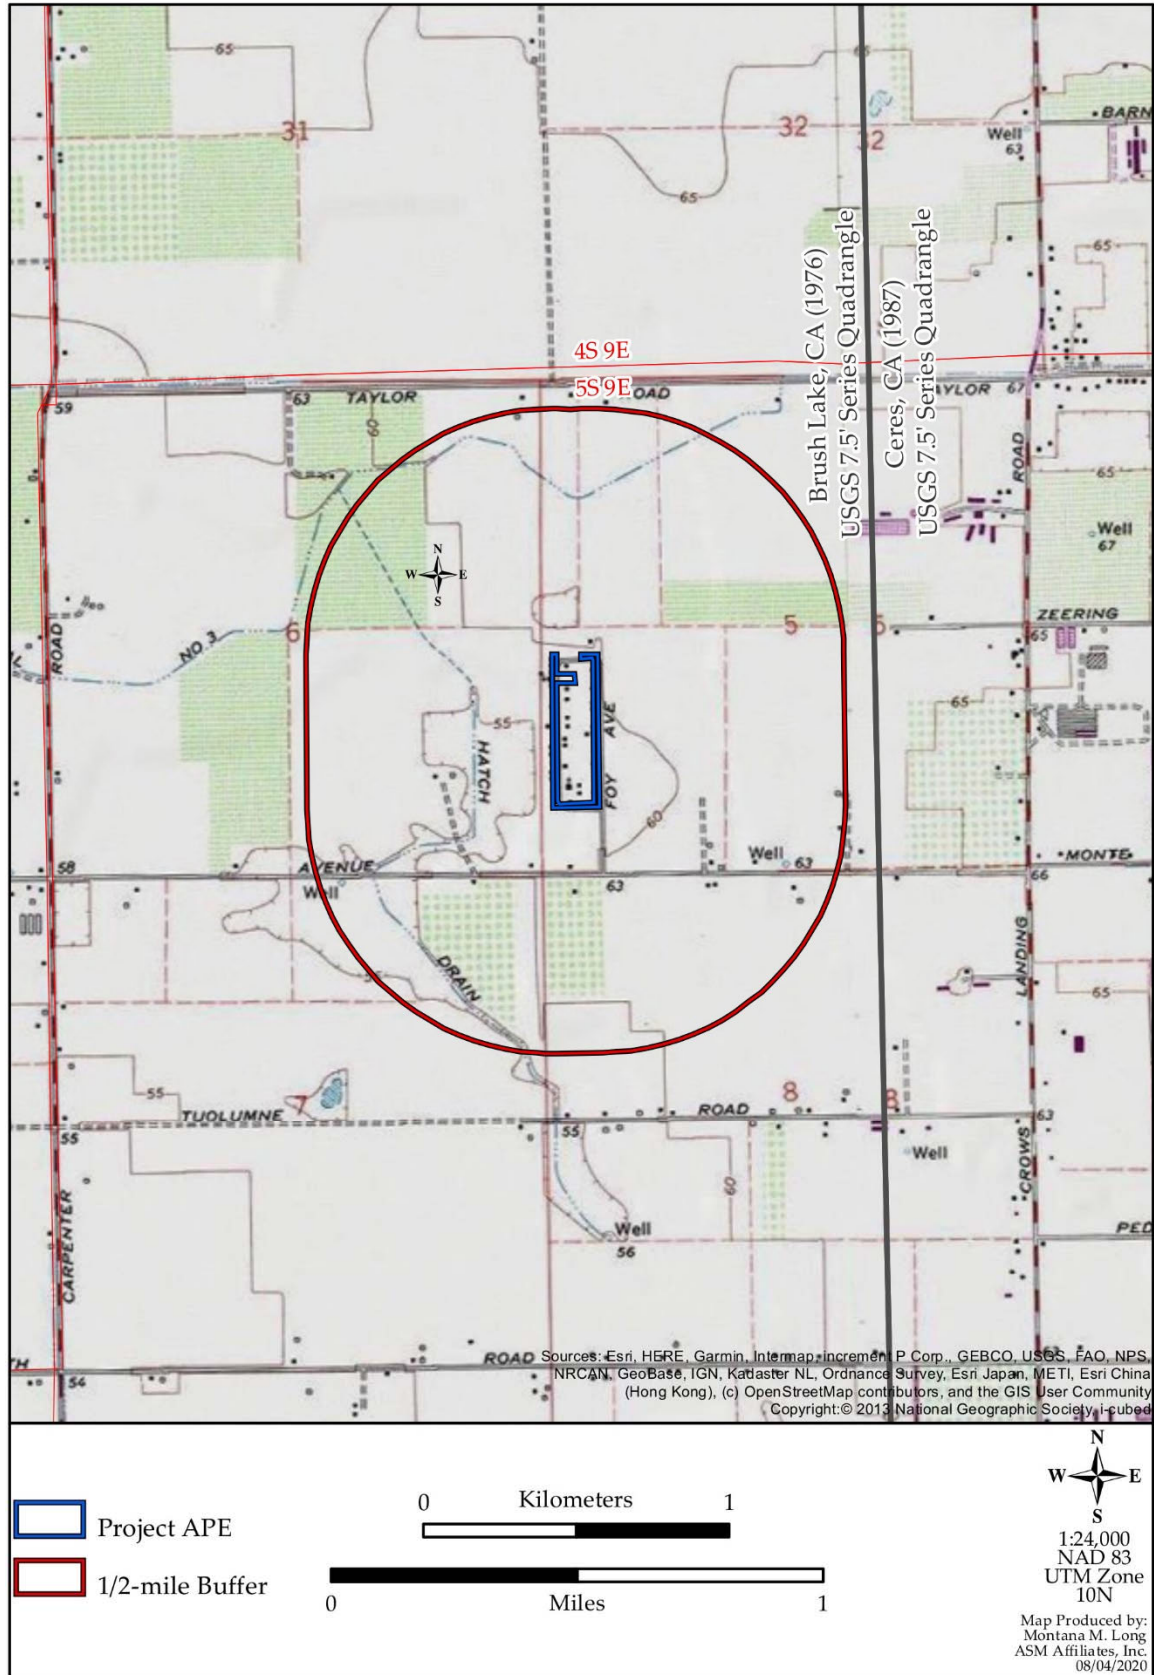 65
31
32
32
65
65
Well
63
BARN
65
Brush Lake, CA (1976)
USGS 7.5' Series Quadrangle
Ceres, CA (1987)
USGS 7.5' Series Quadrangle
4S 9E
5S 9E
59
63
TAYLOR
ROAD
AYLOR
67
60
ROAD
65
Well
67
N
W E
S
ROAD
NO 3
6
5
5
ZEERING
65
HATCH
55
FOY AVE
60
65
58
AVENUE
Well
63
Well
63
MONTE
66
DRAIN
55
LANDING
65
7
55
TUOLUMNE
ROAD
8
8
55
55
63
Well
CROWS
60
Well
56
PED
CARPENTER
TH
54
ROAD
Sources: Esri, HERE, Garmin, Intermap, increment P Corp., GEBCO, USGS, FAO, NPS,
NRCAN, GeoBase, IGN, Kadaster NL, Ordnance Survey, Esri Japan, METI, Esri China
(Hong Kong), (c) OpenStreetMap contributors, and the GIS User Community
Copyright:© 2013 National Geographic Society, i-cubed
Project APE
1/2-mile Buffer
0 Kilometers 1
0 Miles 1
N
W E
S
1:24,000
NAD 83
UTM Zone
10N
Map Produced by:
Montana M. Long
ASM Affiliates, Inc.
08/04/2020